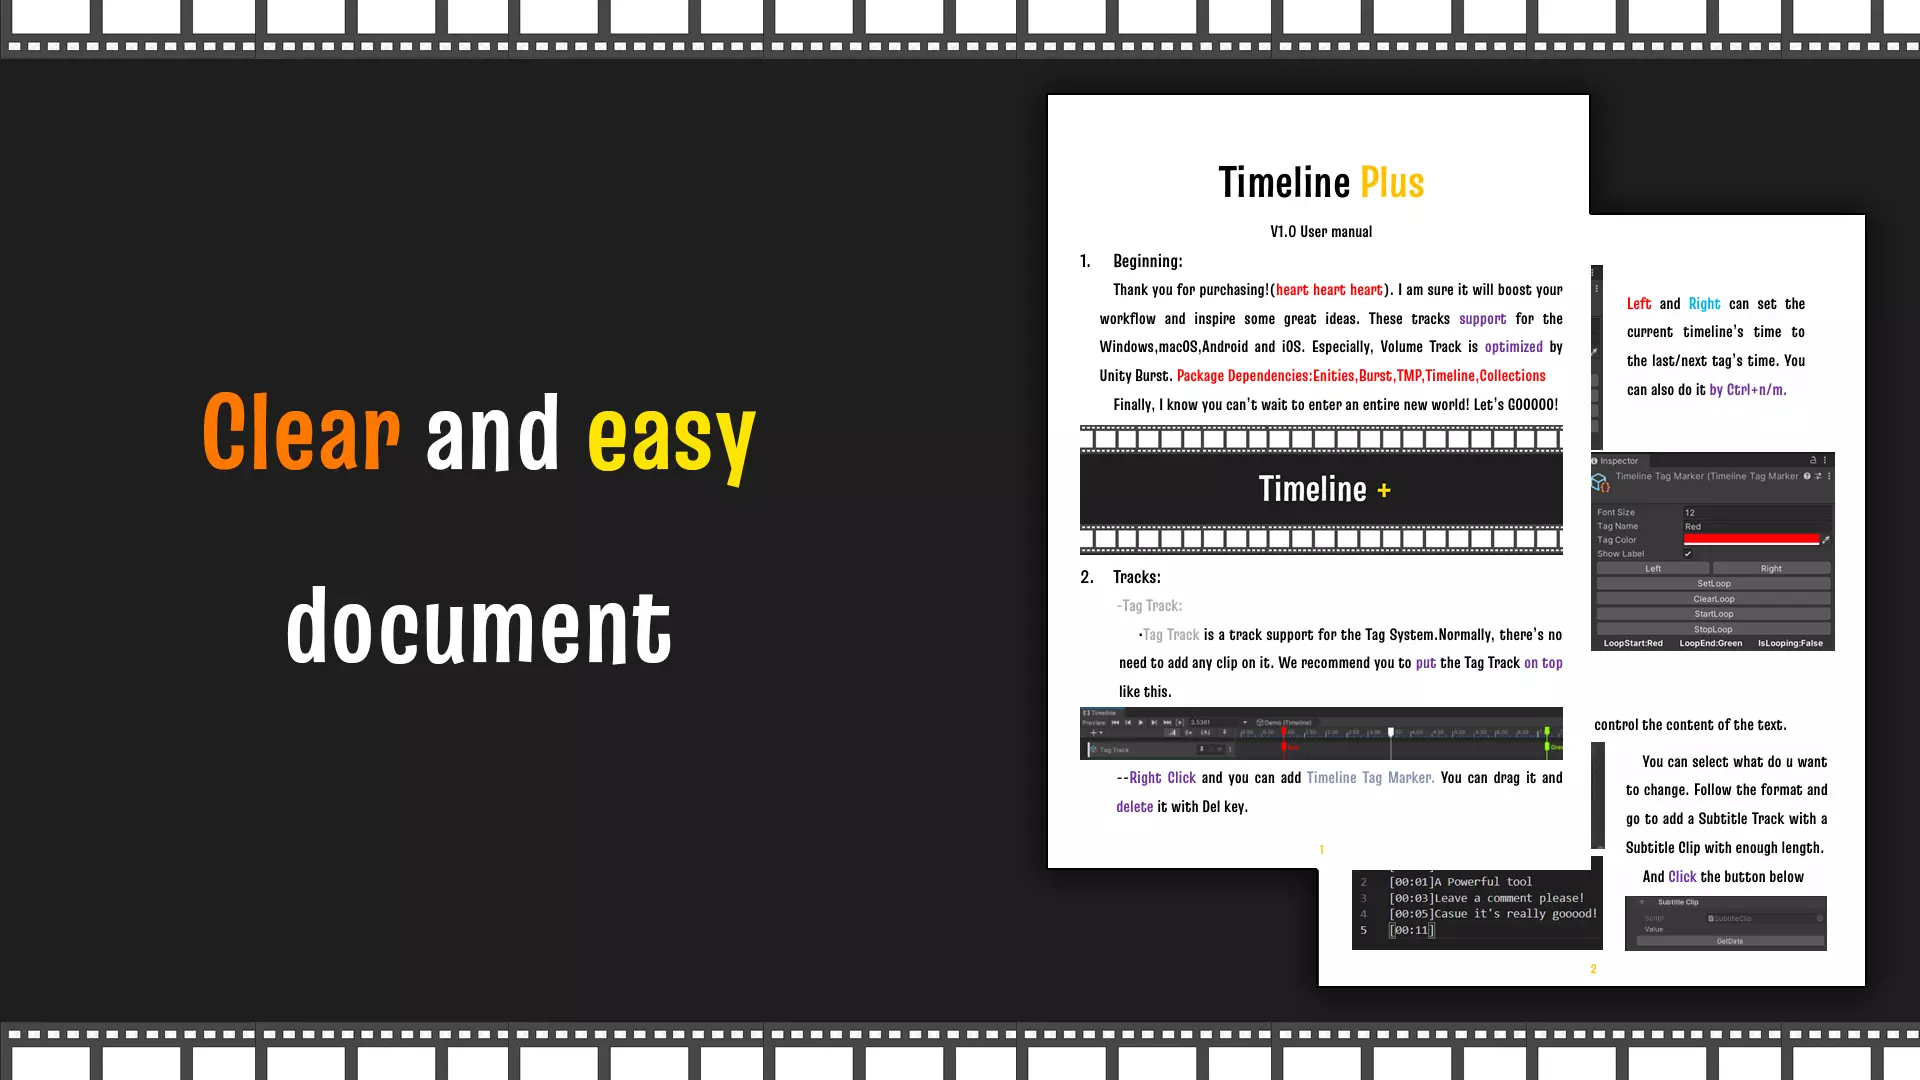 Clear and easy
document
Timeline Plus
V1.0 User manual
1. Beginning:
Thank you for purchasing!(heart heart heart). I am sure it will boost your
workflow and inspire some great ideas. These tracks support for the
Windows,macOS,Android and iOS. Especially, Volume Track is optimized by
Unity Burst. Package Dependencies:Enities,Burst,TMP,Timeline,Collections
Finally, I know you can't wait to enter an entire new world! Let's GOOOOO!
Timeline +
2. Tracks:
-Tag Track:
·Tag Track is a track support for the Tag System.Normally, there's no
need to add any clip on it. We recommend you to put the Tag Track on top
like this.
Timeline
Preview 3.5361 Demo (Timeline)
Tag Track
--Right Click and you can add Timeline Tag Marker. You can drag it and
delete it with Del key.
1
Left and Right can set the
current timeline's time to
the last/next tag's time. You
can also do it by Ctrl+n/m.
Inspector
Timeline Tag Marker (Timeline Tag Marker
Font Size 12
Tag Name Red
Tag Color
Show Label
Left Right
SetLoop
ClearLoop
StartLoop
StopLoop
LoopStart:Red LoopEnd:Green IsLooping:False
control the content of the text.
You can select what do u want
to change. Follow the format and
go to add a Subtitle Track with a
Subtitle Clip with enough length.
And Click the button below
2 [00:01]A Powerful tool
3 [00:03]Leave a comment please!
4 [00:05]Casue it's really gooood!
5 [00:11]
Subtitle Clip
Script SubtitleClip
Value
GetData
2